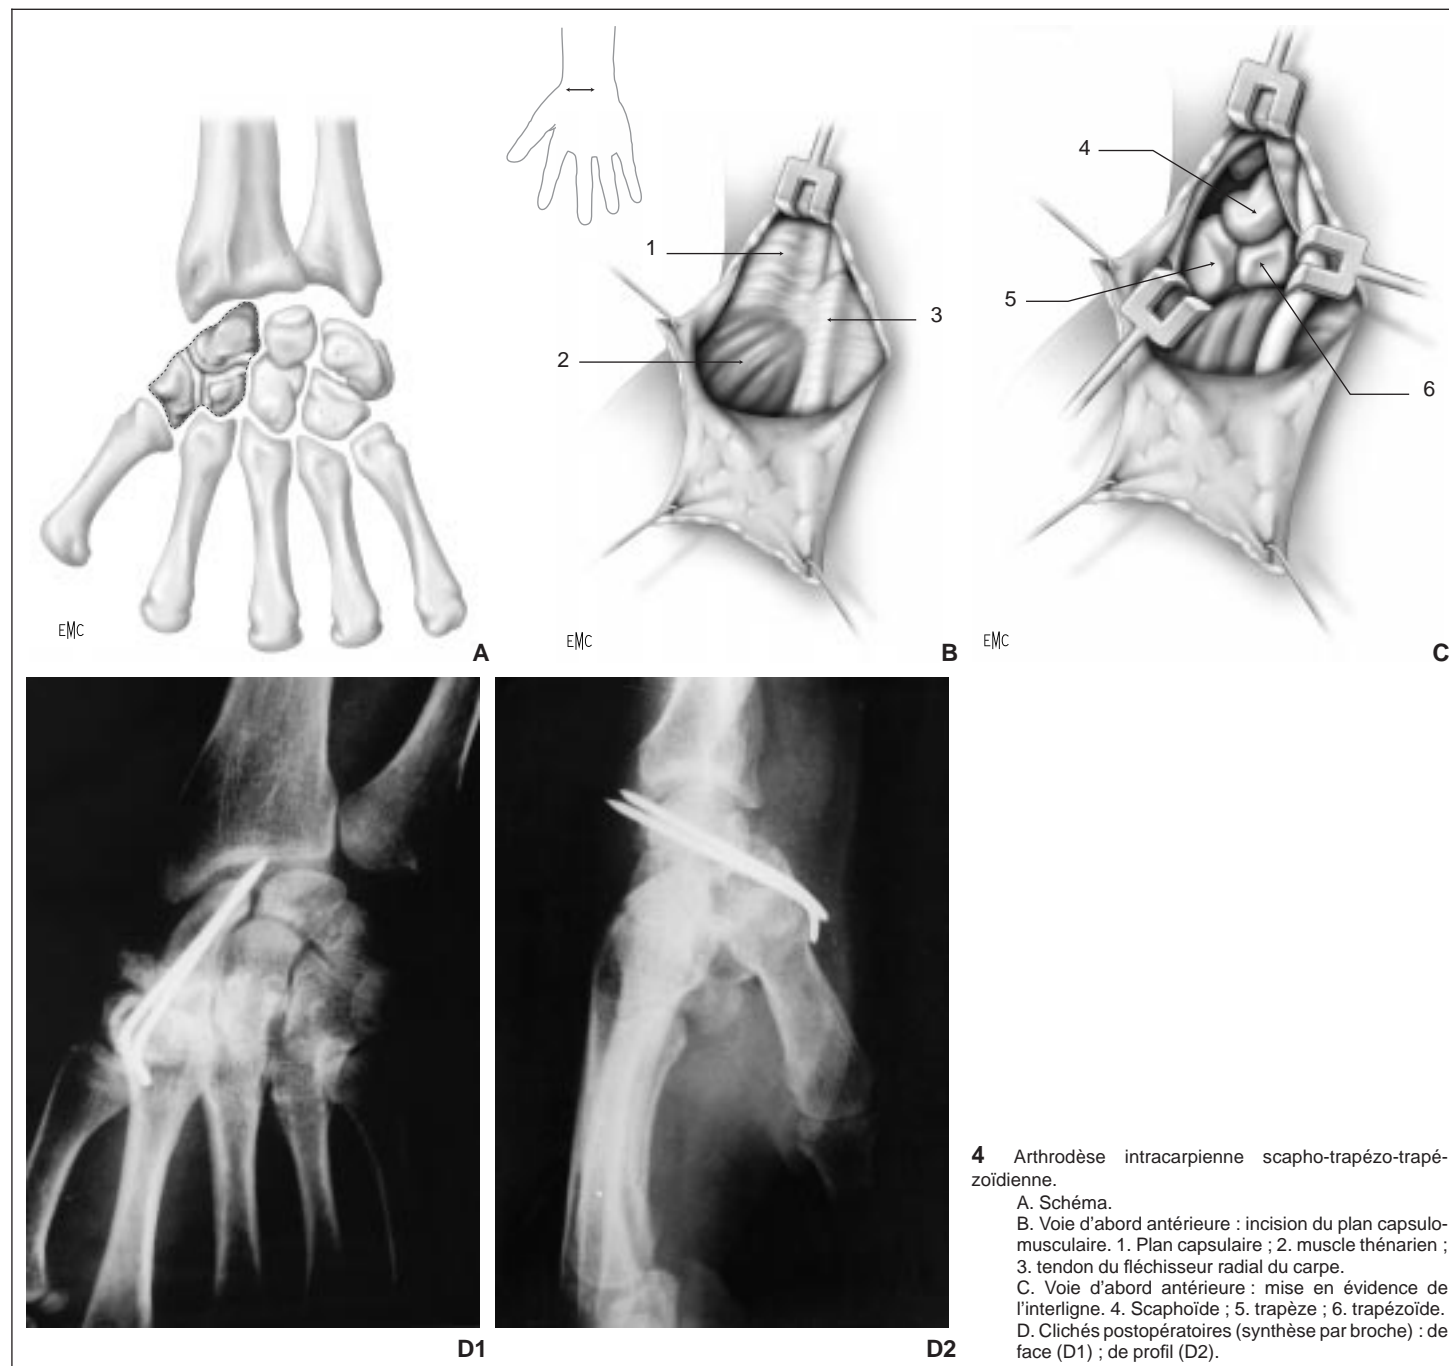 1
2
3
4
5
6
EMC
A
EMC
B
EMC
C
D1
D2
4 Arthrodèse intracarpienne scapho-trapézo-trapé-
zoïdienne.
A. Schéma.
B. Voie d'abord antérieure : incision du plan capsulo-
musculaire. 1. Plan capsulaire ; 2. muscle thénarien ;
3. tendon du fléchisseur radial du carpe.
C. Voie d'abord antérieure : mise en évidence de
l'interligne. 4. Scaphoïde ; 5. trapèze ; 6. trapézoïde.
D. Clichés postopératoires (synthèse par broche) : de
face (D1) ; de profil (D2).